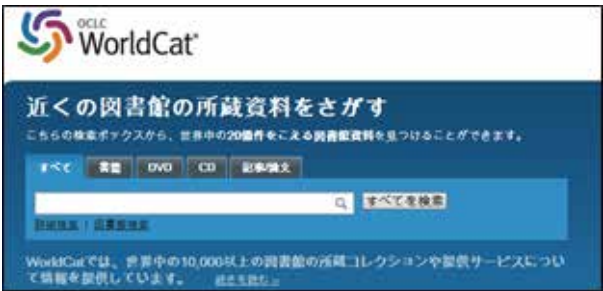 OCLC
WorldCat®
近くの図書館の所蔵資料をさがす
こちらの検索ボックスから、世界中の20億件をこえる図書館資料を見つけることができます。
すべて 書籍 DVD CD 記事/論文
すべてを検索
詳細検索 | 図書館検索
WorldCatでは、世界中の10,000以上の図書館の所蔵コレクションや提供サービスについ
て情報を提供しています。 続きを読む »